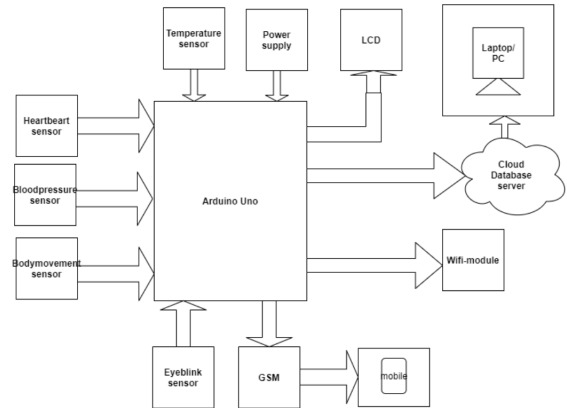 Temperature
sensor
Power
supply
LCD
Laptop/
PC
Heartbeart
sensor
Bloodpressure
sensor
Arduino Uno
Cloud
Database
server
Bodymovement
sensor
Wifi-module
Eyeblink
sensor
GSM
mobile